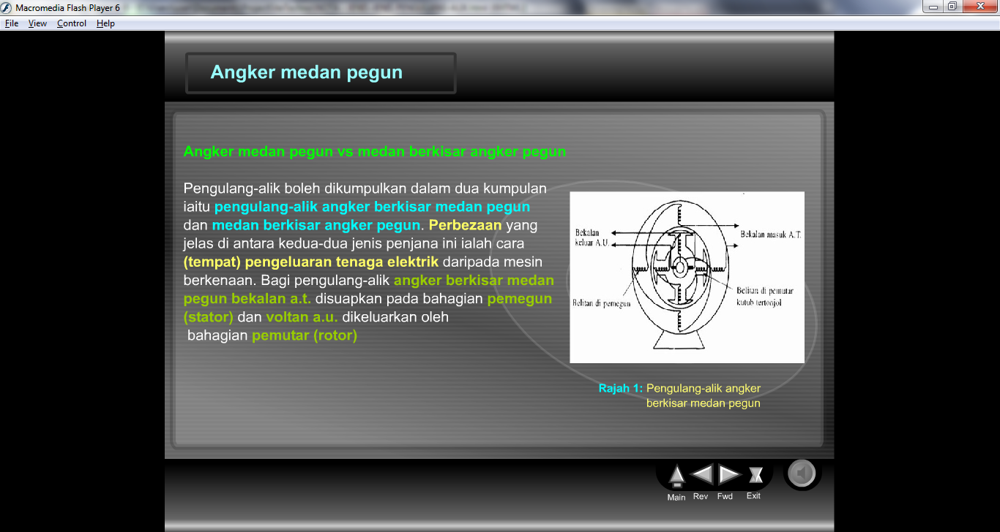 Macromedia Flash Player 6
File View Control Help
Angker medan pegun
Angker medan pegun vs medan berkisar angker pegun
Pengulang-alik boleh dikumpulkan dalam dua kumpulan
iaitu pengulang-alik angker berkisar medan pegun
dan medan berkisar angker pegun. Perbezaan yang
jelas di antara kedua-dua jenis penjana ini ialah cara
(tempat) pengeluaran tenaga elektrik daripada mesin
berkenaan. Bagi pengulang-alik angker berkisar medan
pegun bekalan a.t. disuapkan pada bahagian pemegun
(stator) dan voltan a.u. dikeluarkan oleh
bahagian pemutar (rotor)
Bekalan
keluar A.U.
Bekalan masuk A.T.
Belitan di pemegun
Belitan di pemutar
kutub tertonjol
Rajah 1: Pengulang-alik angker
berkisar medan pegun
Main Rev Fwd Exit